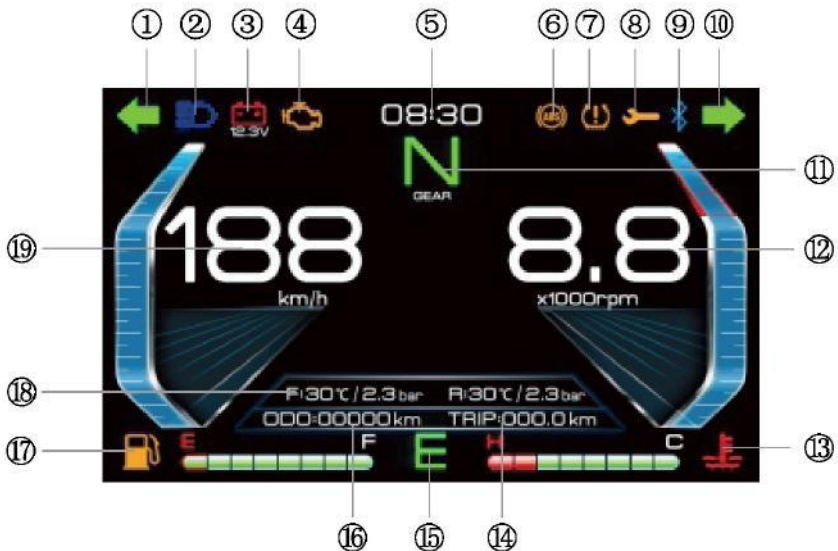 ① ② ③ ④ ⑤ ⑥ ⑦ ⑧ ⑨ ⑩
12.3V 08:30 ABS
N
GEAR
⑪
⑲ 188 8.8 ⑫
km/h x1000rpm
⑱ F:30℃/2.3bar R:30℃/2.3bar
ODO:00000km TRIP:000.0km
⑰ E F E H C ⑬
⑯ ⑮ ⑭